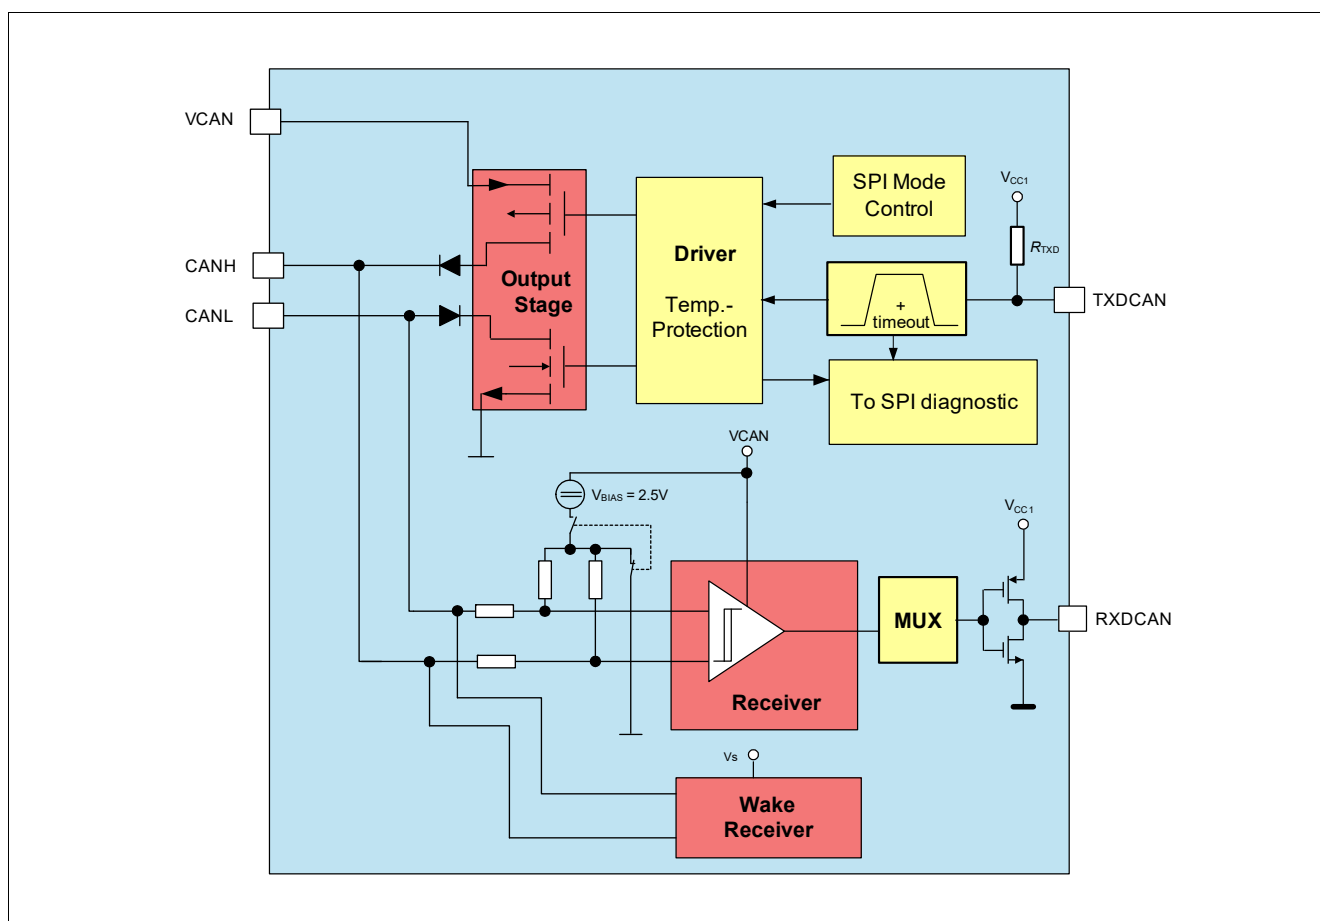 VCAN
SPI Mode
Control
VCC1
RTXD
CANH
Driver
Output
Stage
TXDCAN
CANL
Temp.-
Protection
+
timeout
To SPI diagnostic
VCAN
VBIAS = 2.5V
VCC1
MUX
RXDCAN
Receiver
Vs
Wake
Receiver